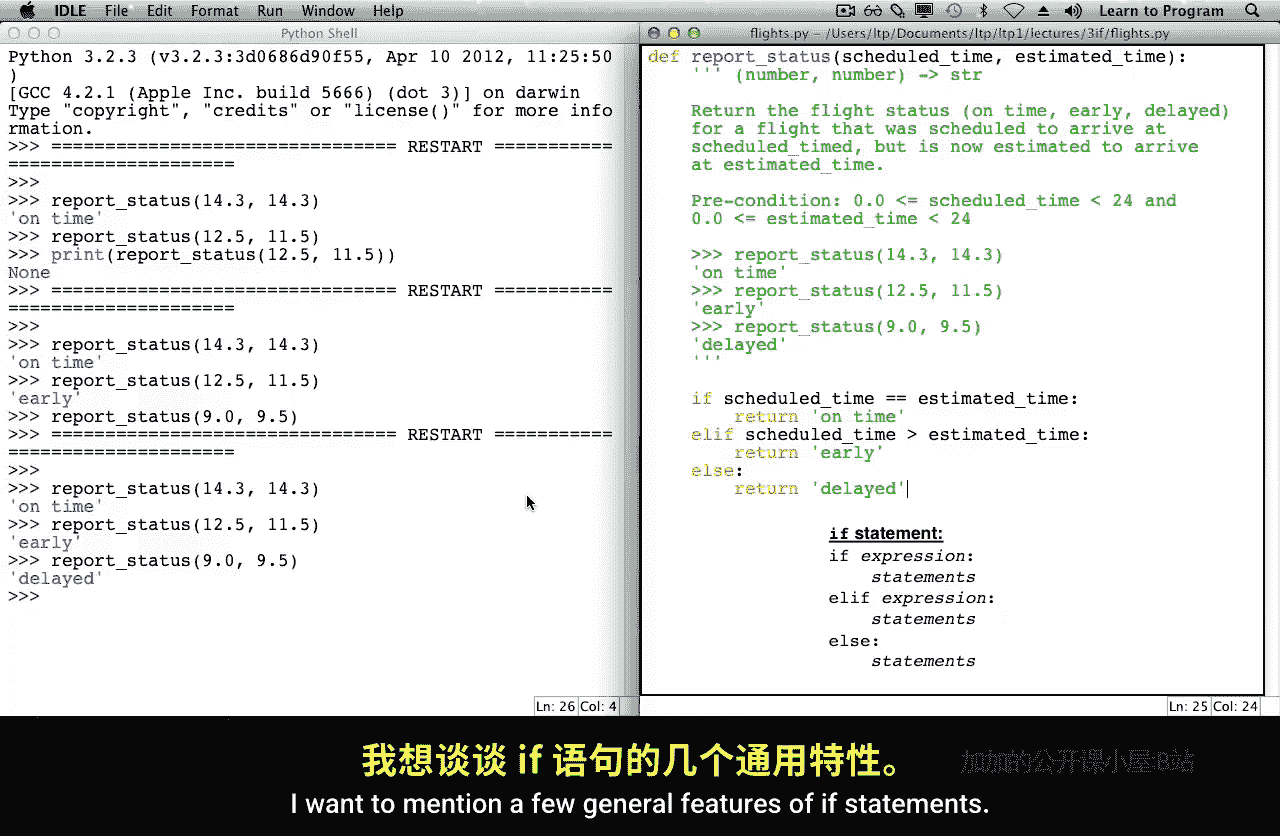 IDLE File Edit Format Run Window Help Learn to Program
Python Shell
Python 3.2.3 (v3.2.3:3d0686d90f55, Apr 10 2012, 11:25:50
)
[GCC 4.2.1 (Apple Inc. build 5666) (dot 3)] on darwin
Type "copyright", "credits" or "license()" for more info
rmation.
>>> ================================ RESTART ===========
=====================
>>>
>>> report_status(14.3, 14.3)
'on time'
>>> report_status(12.5, 11.5)
>>> print(report_status(12.5, 11.5))
None
>>> ================================ RESTART ===========
=====================
>>>
>>> report_status(14.3, 14.3)
'on time'
>>> report_status(12.5, 11.5)
'early'
>>> report_status(9.0, 9.5)
>>> ================================ RESTART ===========
=====================
>>>
>>> report_status(14.3, 14.3)
'on time'
>>> report_status(12.5, 11.5)
'early'
>>> report_status(9.0, 9.5)
'delayed'
>>>
Ln: 26 Col: 4
flights.py – /Users/ltp/Documents/ltp/ltp1/lectures/3if/flights.py
def report_status(scheduled_time, estimated_time):
''' (number, number) -> str
Return the flight status (on time, early, delayed)
for a flight that was scheduled to arrive at
scheduled_timed, but is now estimated to arrive
at estimated_time.
Pre-condition: 0.0 <= scheduled_time < 24 and
0.0 <= estimated_time < 24
>>> report_status(14.3, 14.3)
'on time'
>>> report_status(12.5, 11.5)
'early'
>>> report_status(9.0, 9.5)
'delayed'
'''
if scheduled_time == estimated_time:
return 'on time'
elif scheduled_time > estimated_time:
return 'early'
else:
return 'delayed'
if statement:
if expression:
statements
elif expression:
statements
else:
statements
Ln: 25 Col: 24
我想谈谈 if 语句的几个通用特性。
加加的公开课小屋:B站
I want to mention a few general features of if statements.